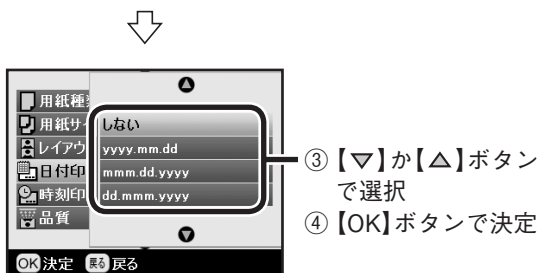 用紙種
しない
用紙サ
yyyy.mm.dd
レイアウ
mmm.dd.yyyy
日付印
dd.mmm.yyyy
時刻印
品質
OK 決定 戻る 戻る
③【▽】か【△】ボタン
で選択
④【OK】ボタンで決定